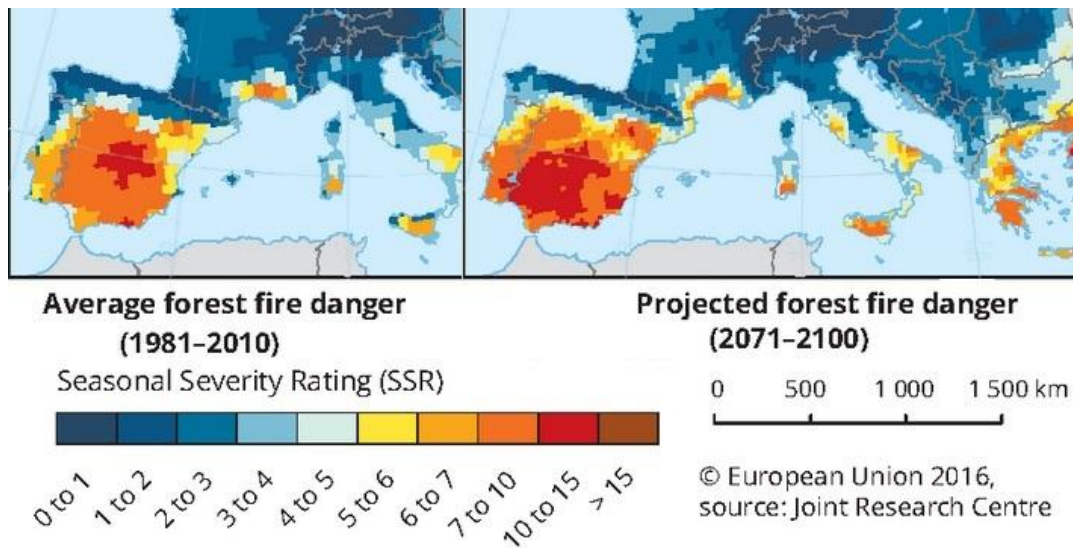 Average forest fire danger
(1981–2010)
Projected forest fire danger
(2071–2100)
Seasonal Severity Rating (SSR)
0 to 1
1 to 2
2 to 3
3 to 4
4 to 5
5 to 6
6 to 7
7 to 10
10 to 15
> 15
0 500 1 000 1 500 km
© European Union 2016,
source: Joint Research Centre